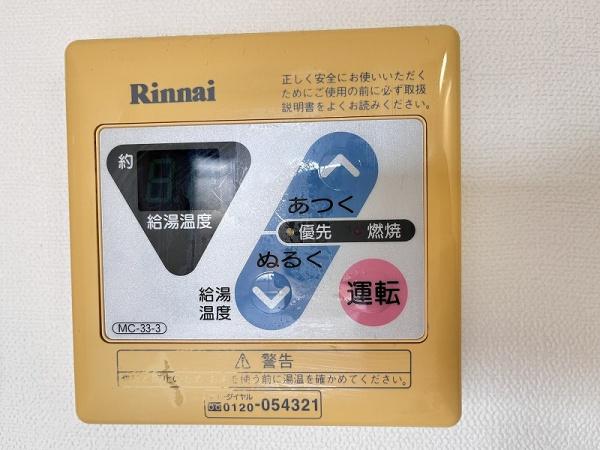 Rinnai
正しく安全にお使いいただく
ためにご使用の前に必ず取扱
説明書をよくお読みください。
約
給湯温度
あつく
優先 燃焼
ぬるく
給湯
温度
運転
MC-33-3
警告
使う前に湯温を確かめてください。
ダイヤル
0120-054321